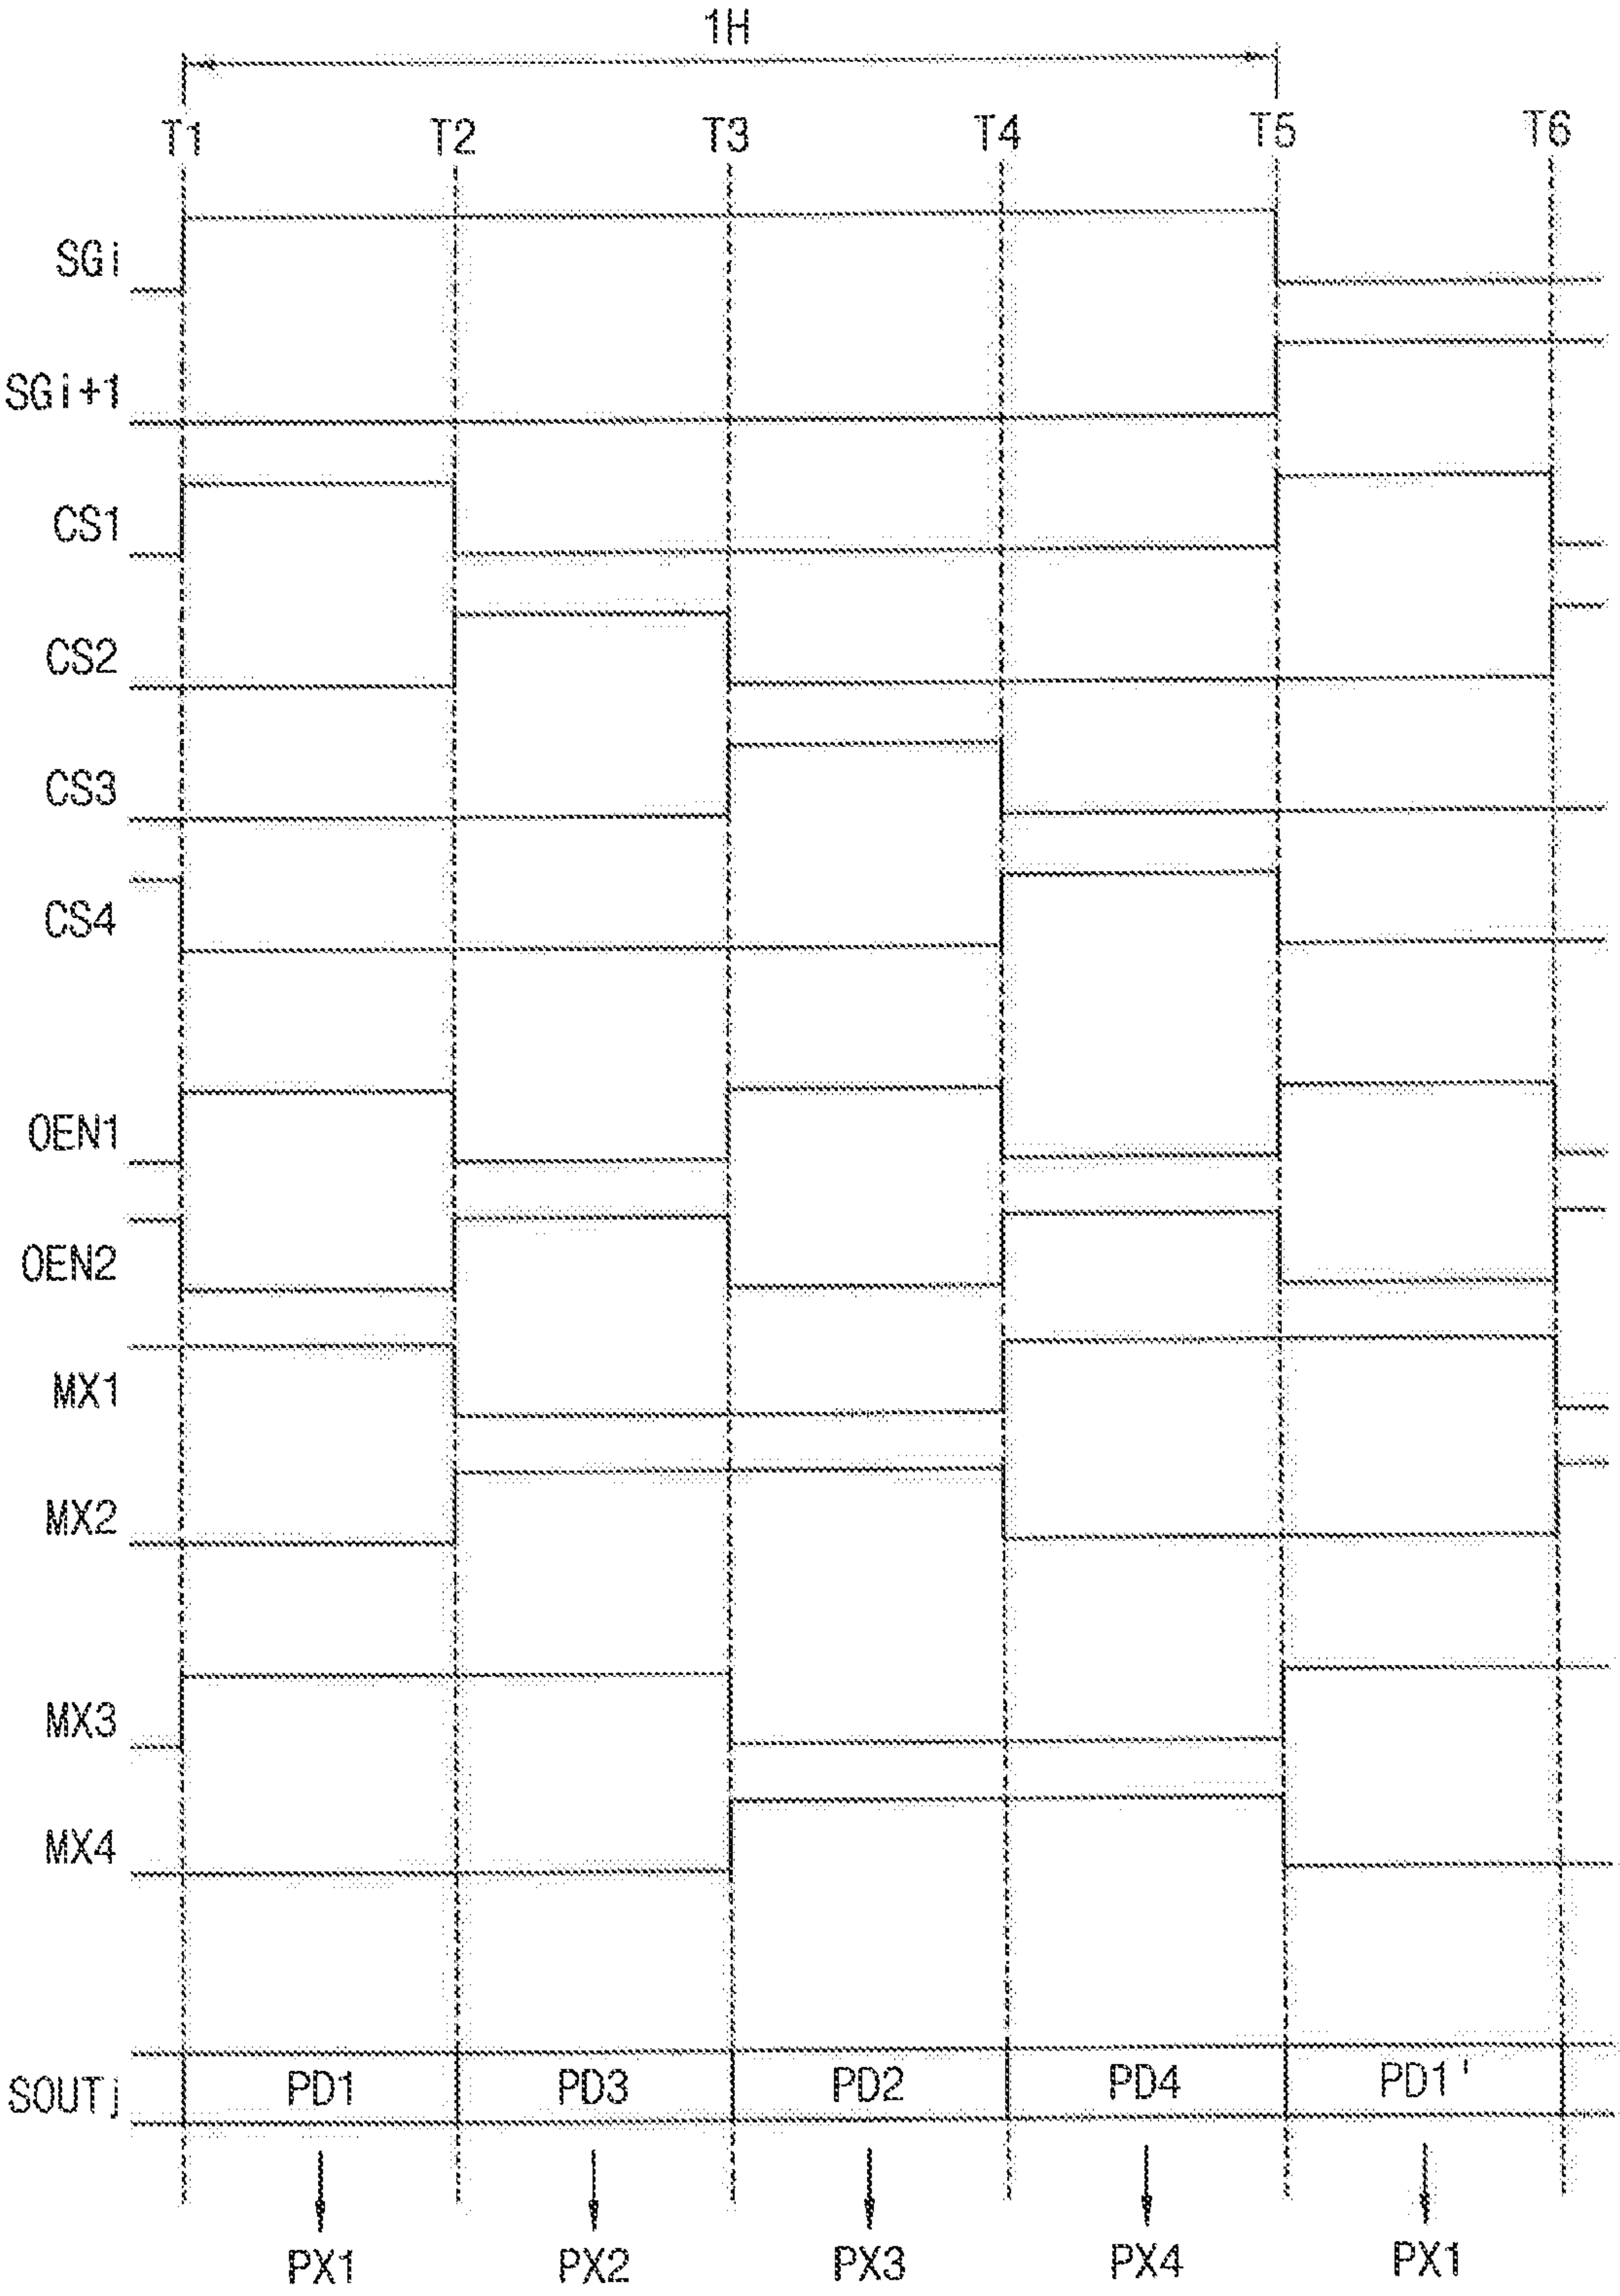 1H
T1 T2 T3 T4 T5 T6
SGi
SGi+1
CS1
CS2
CS3
CS4
OEN1
OEN2
MX1
MX2
MX3
MX4
SOUTj PD1 PD3 PD2 PD4 PD1'
PX1 PX2 PX3 PX4 PX1